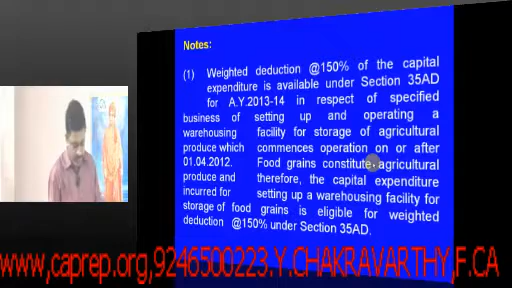 Notes:
(1) Weighted deduction @150% of the capital
expenditure is available under Section 35AD
for A.Y.2013-14 in respect of specified
business of setting up and operating a
warehousing facility for storage of agricultural
produce which commences operation on or after
01.04.2012. Food grains constitute agricultural
produce and therefore, the capital expenditure
incurred for setting up a warehousing facility for
storage of food grains is eligible for weighted
deduction @150% under Section 35AD.
www,caprep.org,9246500223.Y.CHAKRAVARTHY,F.CA